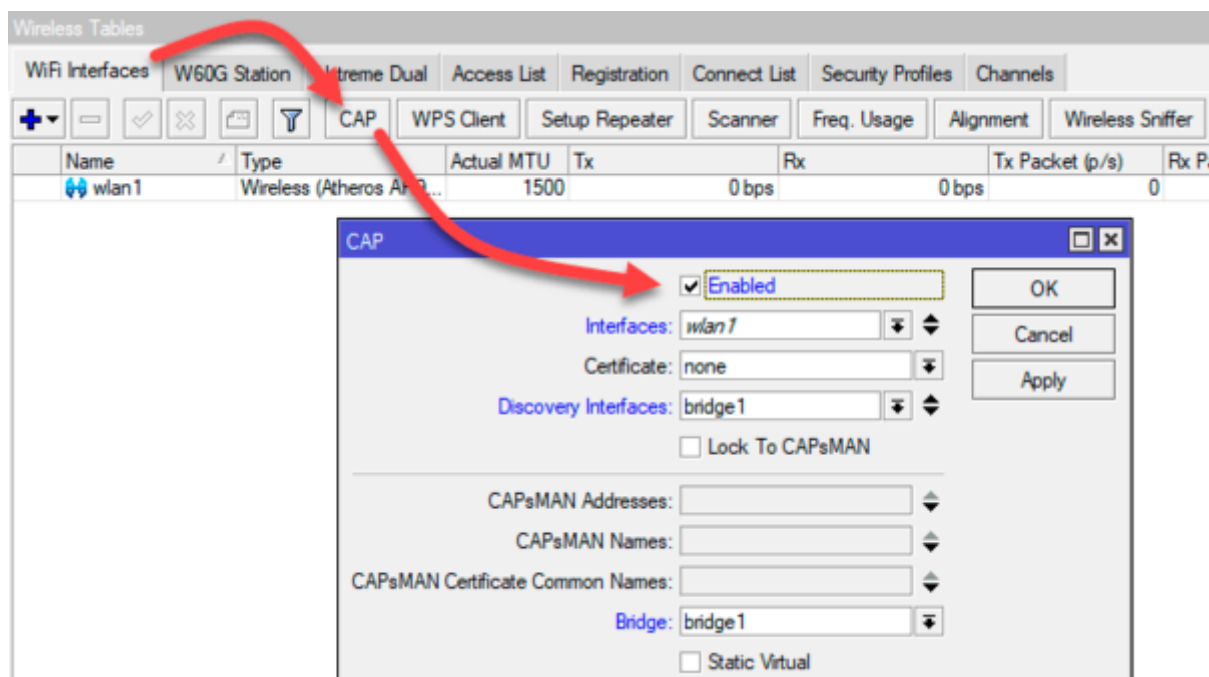 Wireless Tables
WiFi Interfaces W60G Station Dual Access List Registration Connect List Security Profiles Channels
CAP WPS Client Setup Repeater Scanner Freq. Usage Alignment Wireless Sniffer
Name Type Actual MTU Tx Rx Tx Packet (p/s) Rx
wlan1 Wireless (Atheros 1500 0 bps 0 bps 0
CAP
Enabled
OK
Interfaces: wlan1
Cancel
Certificate: none
Apply
Discovery Interfaces: bridge1
Lock To CAPsMAN
CAPsMAN Addresses:
CAPsMAN Names:
CAPsMAN Certificate Common Names:
Bridge: bridge1
Static Virtual